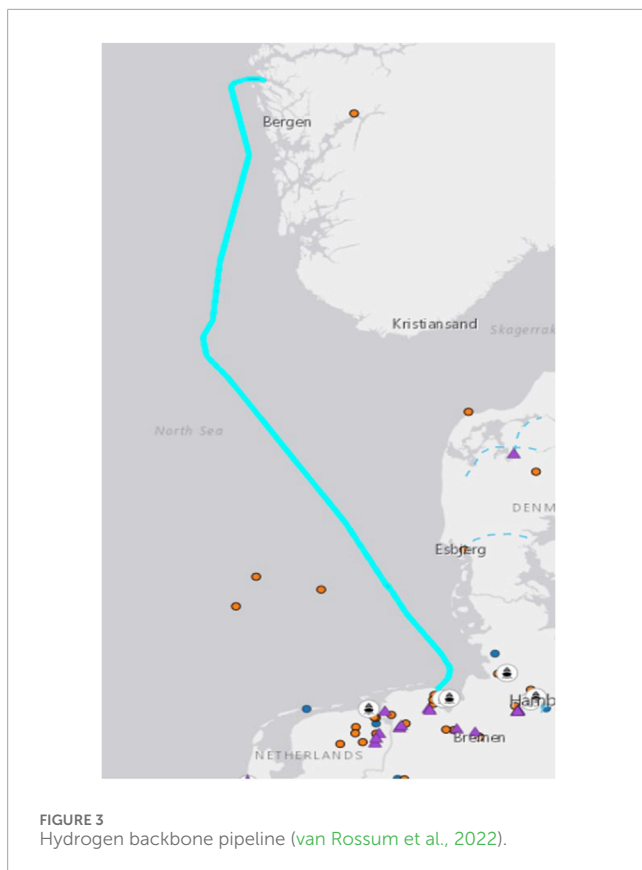 Bergen
Kristiansand
Skagerrak
North Sea
DENM
Esbjerg
Hamb
Bremen
NETHERLANDS
FIGURE 3
Hydrogen backbone pipeline (van Rossum et al., 2022).